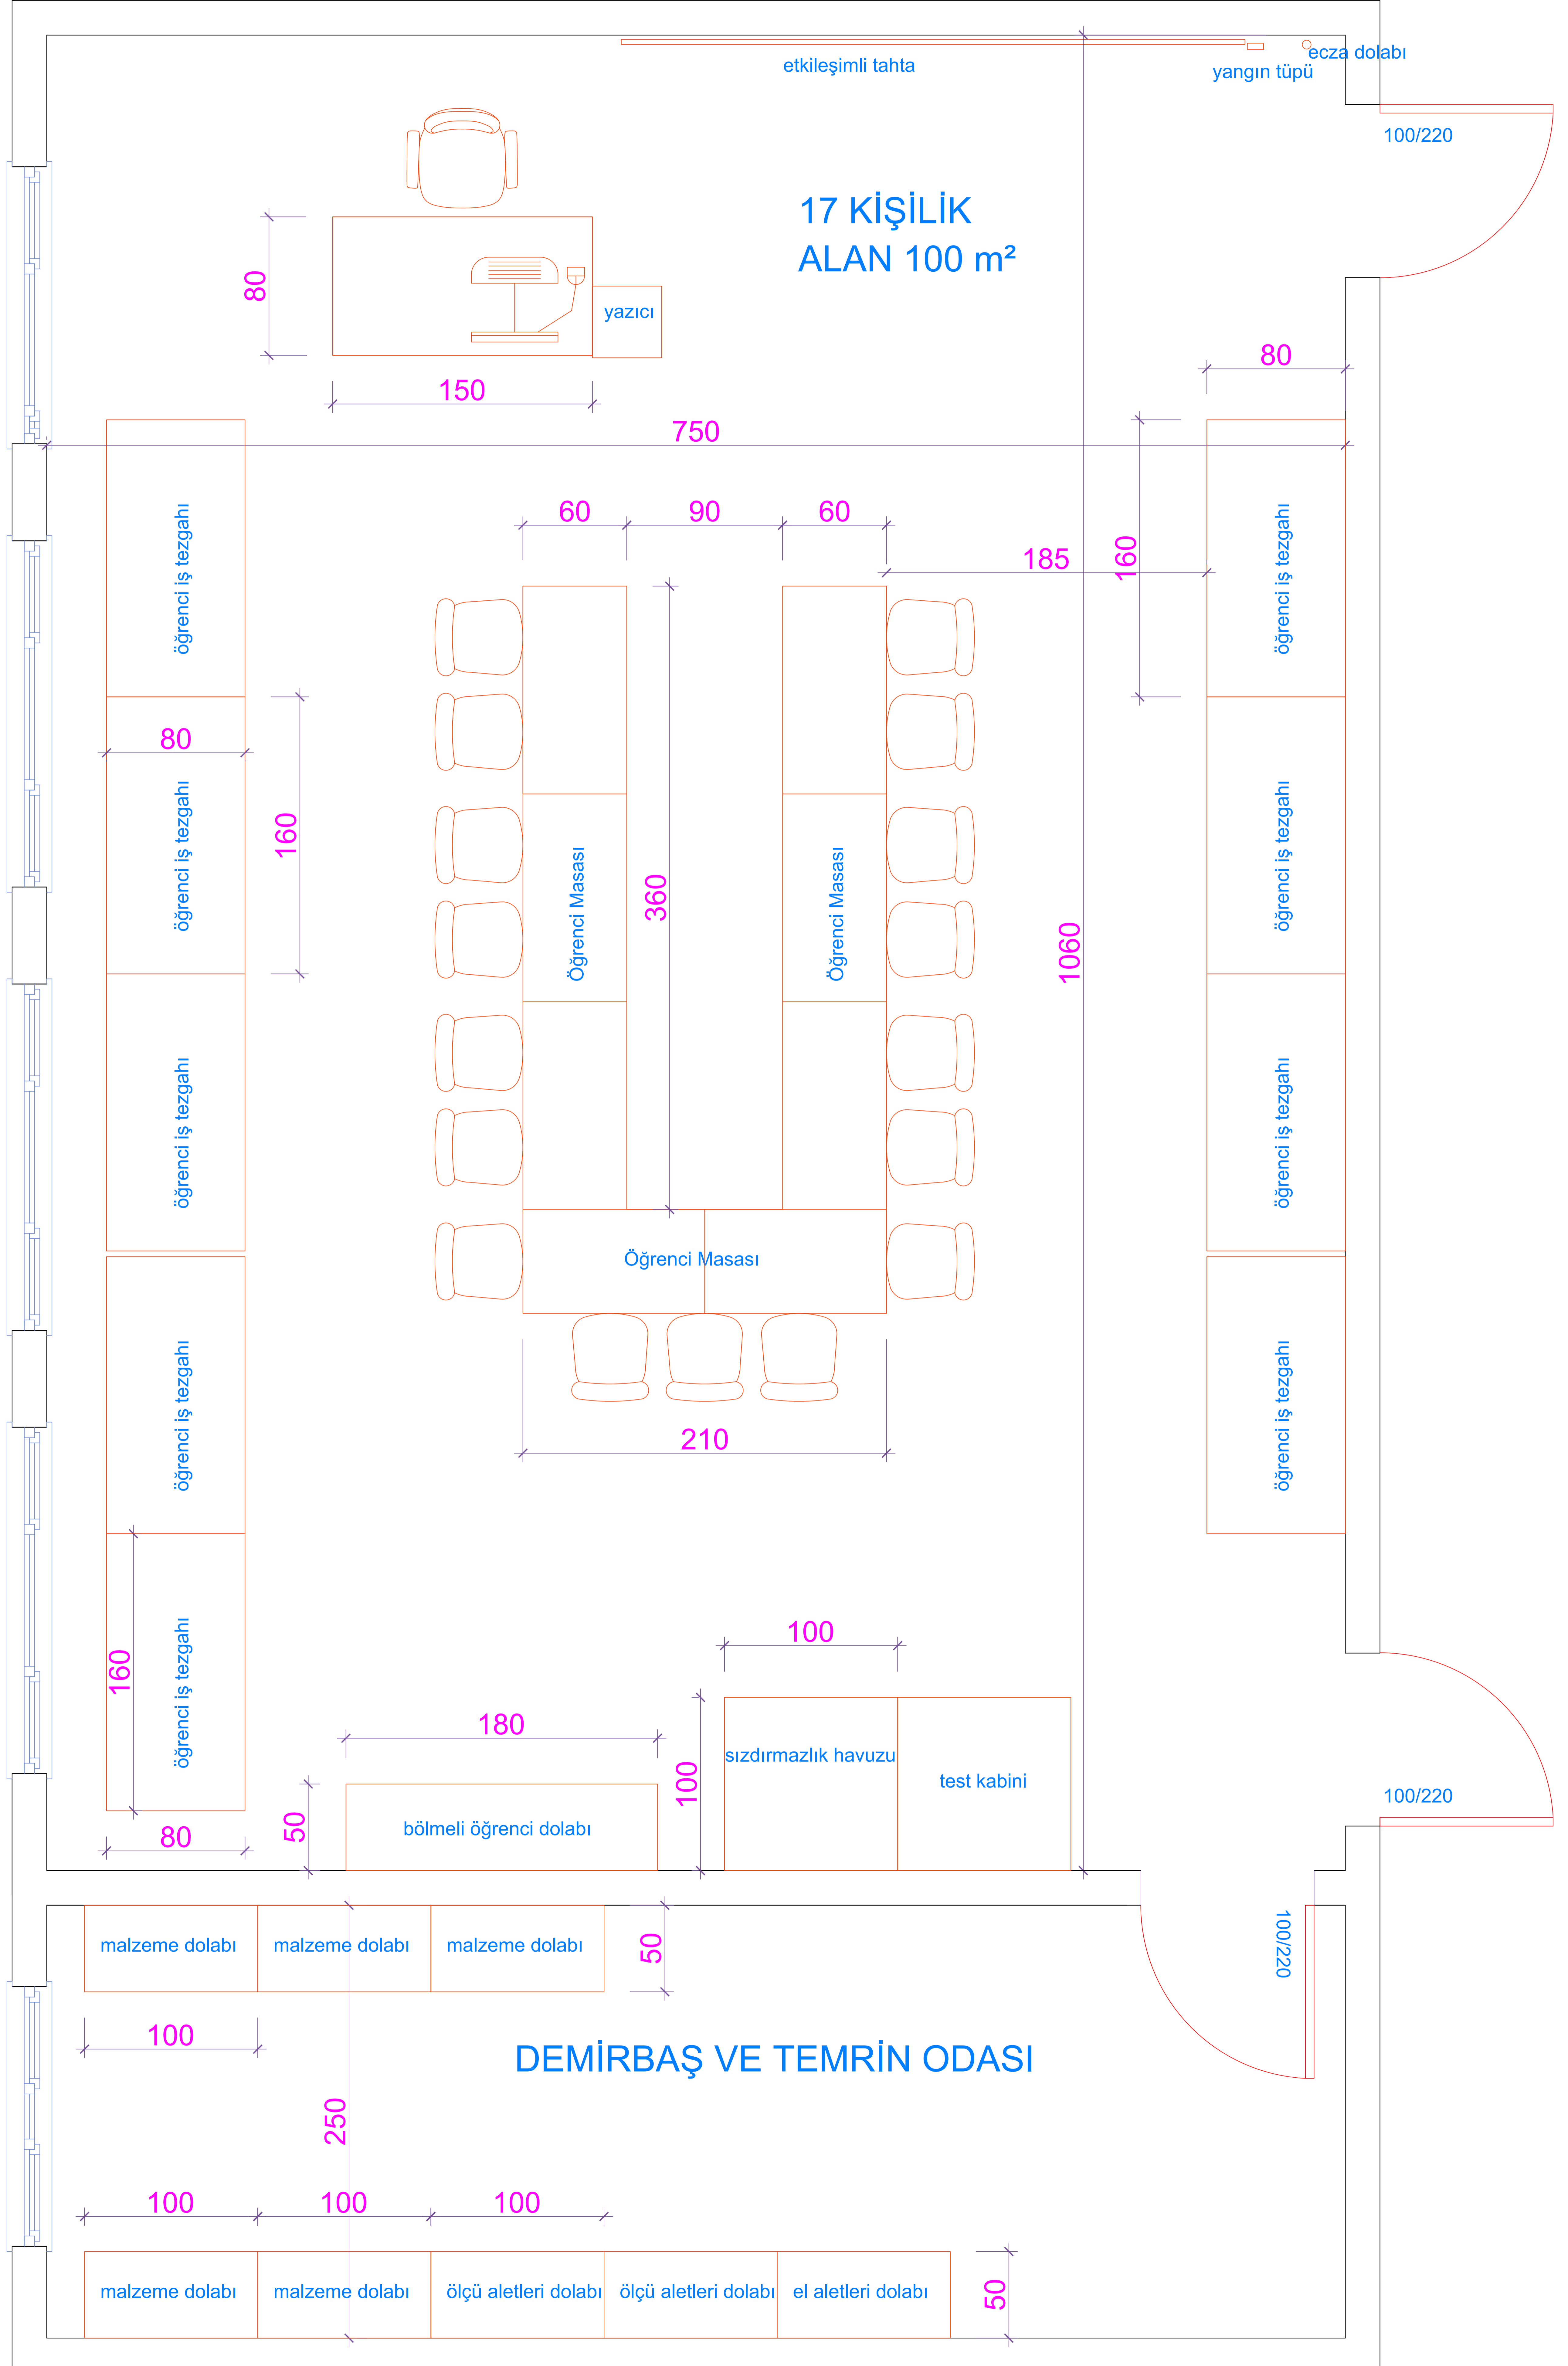 etkileşimli tahta
yangın tüpü
ecza dolabı
100/220
17 KİŞİLİK
ALAN 100 m²
80
yazıcı
150
80
750
60
90
60
185
160
öğrenci iş tezgahı
öğrenci iş tezgahı
80
160
öğrenci iş tezgahı
öğrenci iş tezgahı
Öğrenci Masası
360
Öğrenci Masası
1060
öğrenci iş tezgahı
öğrenci iş tezgahı
Öğrenci Masası
öğrenci iş tezgahı
öğrenci iş tezgahı
210
160
öğrenci iş tezgahı
100
180
100
sızdırmazlık havuzu
test kabini
100/220
50
bölmeli öğrenci dolabı
80
malzeme dolabı
malzeme dolabı
malzeme dolabı
50
100/220
100
DEMİRBAŞ VE TEMRİN ODASI
250
100
100
100
malzeme dolabı
malzeme dolabı
ölçü aletleri dolabı
ölçü aletleri dolabı
el aletleri dolabı
50